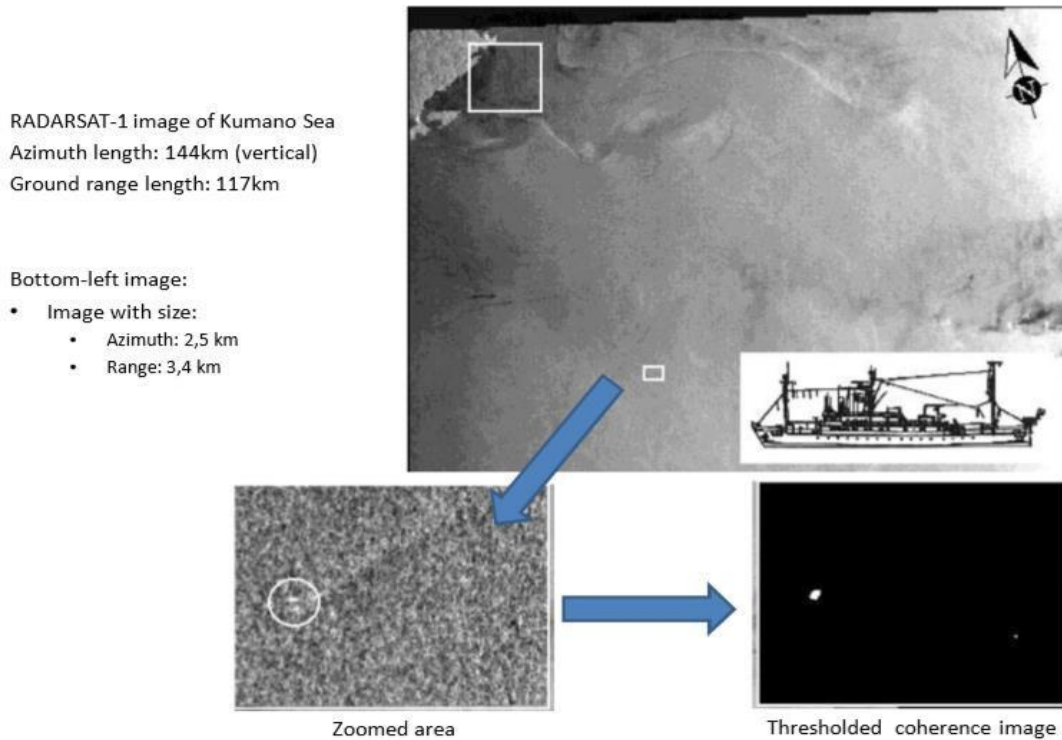 RADARSAT-1 image of Kumano Sea
Azimuth length: 144km (vertical)
Ground range length: 117km
Bottom-left image:
• Image with size:
• Azimuth: 2,5 km
• Range: 3,4 km
N
Zoomed area
Thresholded coherence image